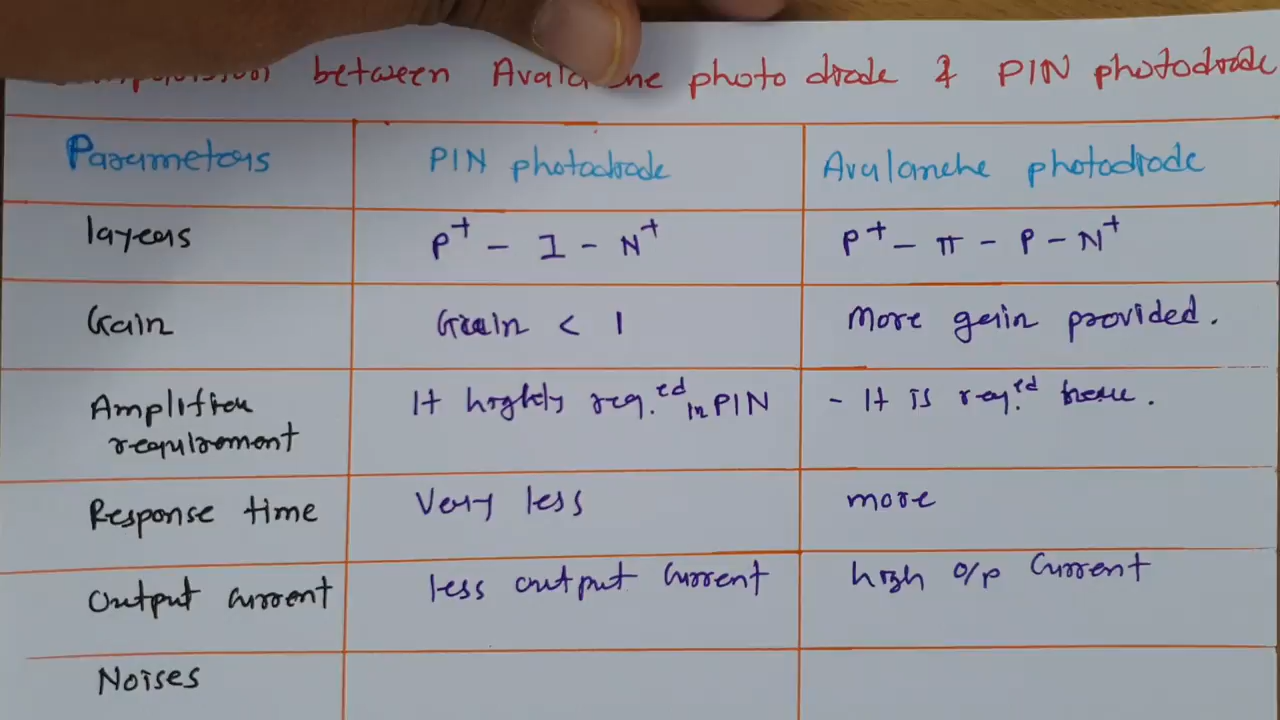 between Avalanche photo diode & PIN photodiode
Parameters PIN photodiode Avalanche photodiode
layers P+ - I - N+ P+ - π - P - N+
Gain Gain < 1 More gain provided.
Amplifier It highly req.ed in PIN - It is req.ed here.
requirement
Response time Very less more
Output current less output current high o/p current
Noises